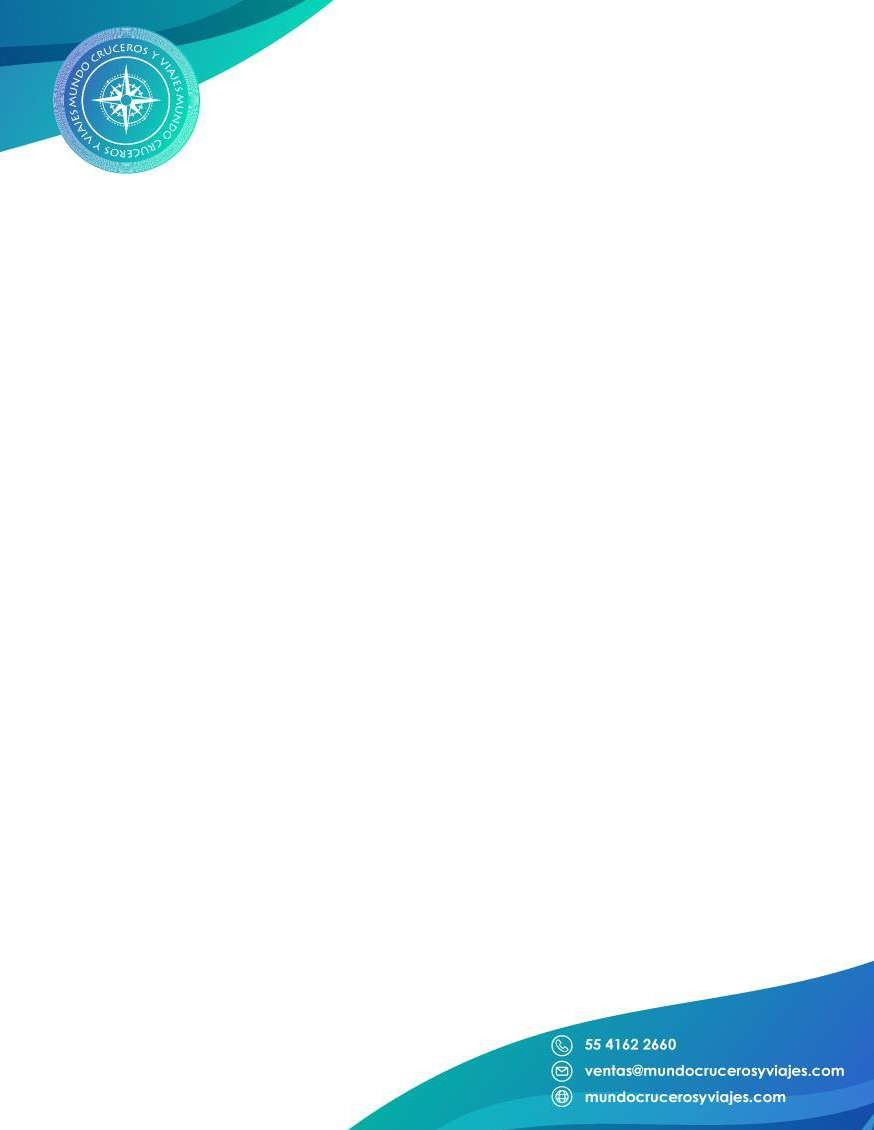 MUNDO CRUCEROS Y VIAJES MUNDO CRUCEROS Y VIAJES
55 4162 2660
ventas@mundocrucerosyviajes.com
mundocrucerosyviajes.com